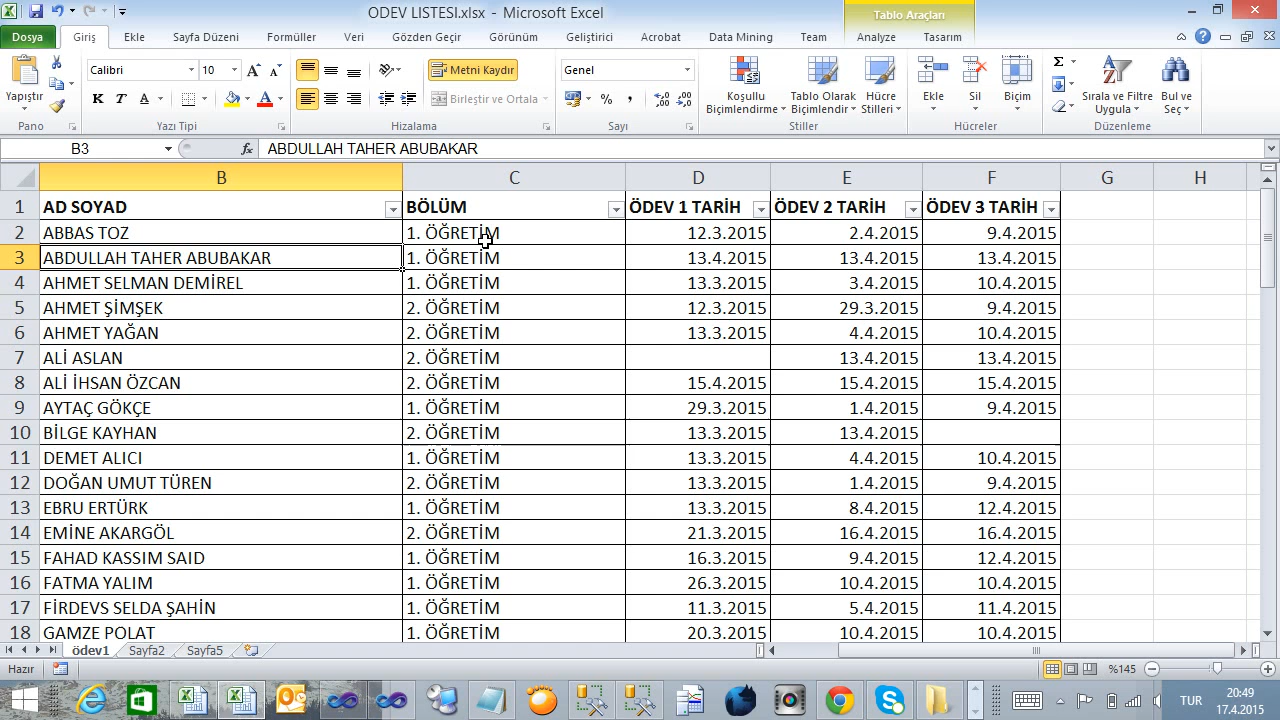 ODEV LISTESI.xlsx - Microsoft Excel
Tablo Araçları
Dosya Giriş Ekle Sayfa Düzeni Formüller Veri Gözden Geçir Görünüm Geliştirici Acrobat Data Mining Team Analyze Tasarım
Yapıştır
Pano
Calibri 10
K T A
Yazı Tipi
Metni Kaydır
Birleştir ve Ortala
Hizalama
Genel
Sayı
Koşullu Biçimlendirme
Tablo Olarak Biçimlendir
Hücre Stilleri
Stiller
Ekle
Sil
Biçim
Hücreler
Sırala ve Filtre Uygula
Bul ve Seç
Düzenleme
B3 fx ABDULLAH TAHER ABUBAKAR
B C D E F G H
1 AD SOYAD BÖLÜM ÖDEV 1 TARİH ÖDEV 2 TARİH ÖDEV 3 TARİH
2 ABBAS TOZ 1. ÖĞRETİM 12.3.2015 2.4.2015 9.4.2015
3 ABDULLAH TAHER ABUBAKAR 1. ÖĞRETİM 13.4.2015 13.4.2015 13.4.2015
4 AHMET SELMAN DEMİREL 1. ÖĞRETİM 13.3.2015 3.4.2015 10.4.2015
5 AHMET ŞİMŞEK 2. ÖĞRETİM 12.3.2015 29.3.2015 9.4.2015
6 AHMET YAĞAN 2. ÖĞRETİM 13.3.2015 4.4.2015 10.4.2015
7 ALİ ASLAN 2. ÖĞRETİM 13.4.2015 13.4.2015
8 ALİ İHSAN ÖZCAN 2. ÖĞRETİM 15.4.2015 15.4.2015 15.4.2015
9 AYTAÇ GÖKÇE 1. ÖĞRETİM 29.3.2015 1.4.2015 9.4.2015
10 BİLGE KAYHAN 2. ÖĞRETİM 13.3.2015 13.4.2015
11 DEMET ALICI 1. ÖĞRETİM 13.3.2015 4.4.2015 10.4.2015
12 DOĞAN UMUT TÜREN 2. ÖĞRETİM 13.3.2015 1.4.2015 9.4.2015
13 EBRU ERTÜRK 1. ÖĞRETİM 13.3.2015 8.4.2015 12.4.2015
14 EMİNE AKARGÖL 2. ÖĞRETİM 21.3.2015 16.4.2015 16.4.2015
15 FAHAD KASSIM SAID 1. ÖĞRETİM 16.3.2015 9.4.2015 12.4.2015
16 FATMA YALIM 1. ÖĞRETİM 26.3.2015 10.4.2015 10.4.2015
17 FİRDEVS SELDA ŞAHİN 1. ÖĞRETİM 11.3.2015 5.4.2015 11.4.2015
18 GAMZE POLAT 1. ÖĞRETİM 20.3.2015 10.4.2015 10.4.2015
ödev1 Sayfa2 Sayfa5
Hazır %145
TUR
20:49
17.4.2015